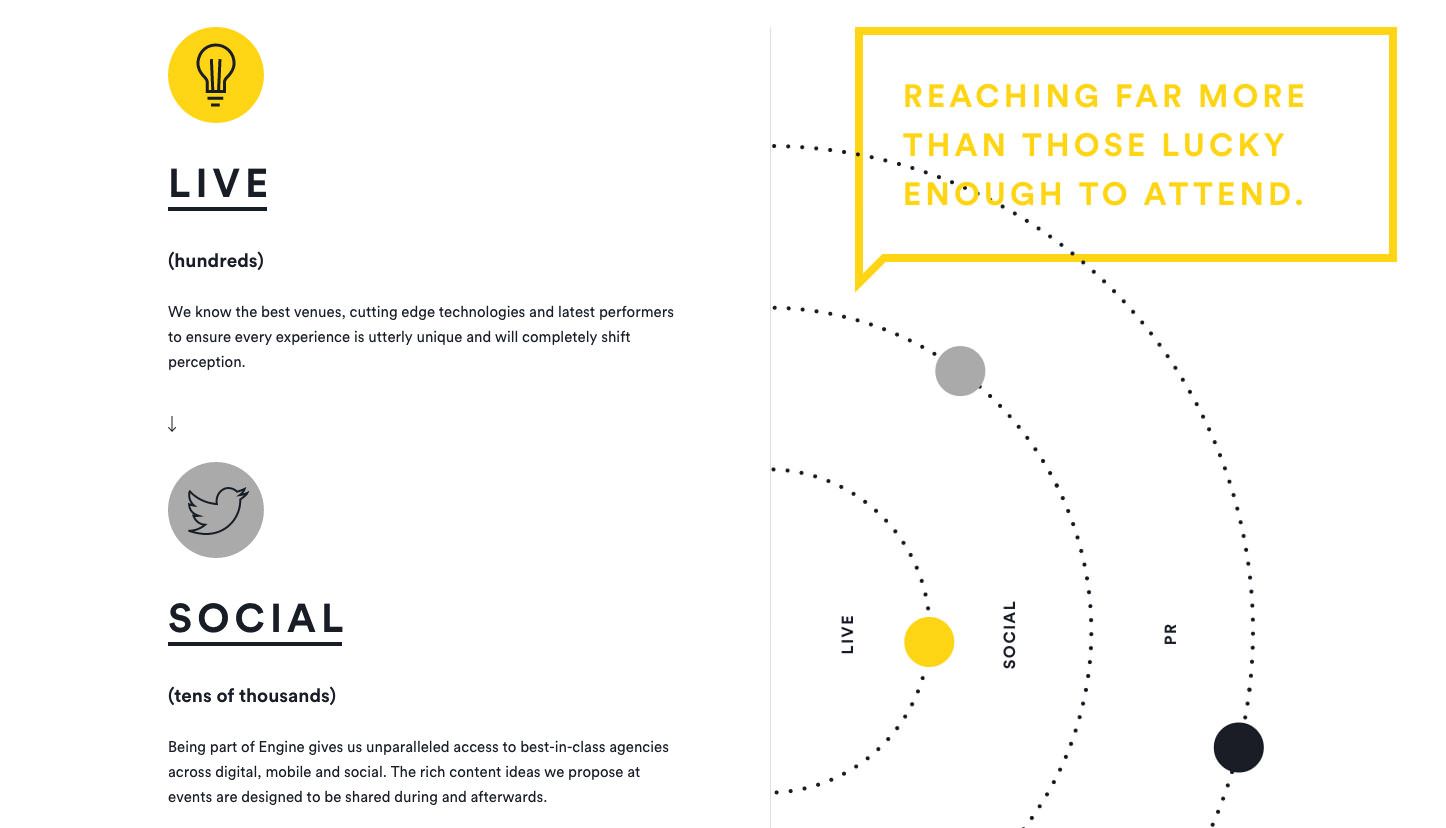 LIVE
(hundreds)
We know the best venues, cutting edge technologies and latest performers
to ensure every experience is utterly unique and will completely shift
perception.
↓
SOCIAL
(tens of thousands)
Being part of Engine gives us unparalleled access to best-in-class agencies
across digital, mobile and social. The rich content ideas we propose at
events are designed to be shared during and afterwards.
REACHING FAR MORE
THAN THOSE LUCKY
ENOUGH TO ATTEND.
LIVE
SOCIAL
PR